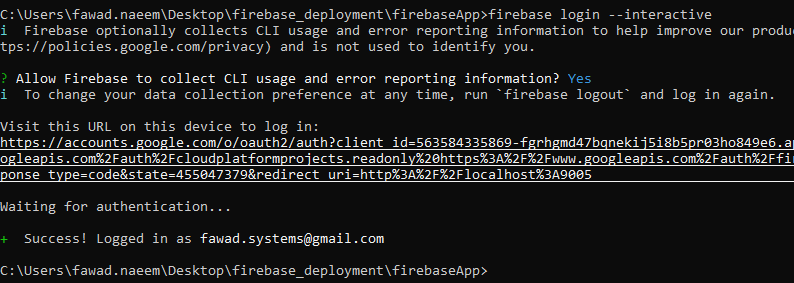 C:\Users\fawad.naeem\Desktop\firebase_deployment\firebaseApp>firebase login --interactive
i  Firebase optionally collects CLI usage and error reporting information to help improve our produ
tps://policies.google.com/privacy) and is not used to identify you.
? Allow Firebase to collect CLI usage and error reporting information? Yes
i  To change your data collection preference at any time, run `firebase logout` and log in again.
Visit this URL on this device to log in:
https://accounts.google.com/o/oauth2/auth?client_id=563584335869-fgrhgmd47bqnekij5i8b5pr03ho849e6.ap
ogleapis.com%2Fauth%2Fcloudplatformprojects.readonly%20https%3A%2F%2Fwww.googleapis.com%2Fauth%2Ffi
ponse_type=code&state=455047379&redirect_uri=http%3A%2F%2Flocalhost%3A9005
Waiting for authentication...
+  Success! Logged in as fawad.systems@gmail.com
C:\Users\fawad.naeem\Desktop\firebase_deployment\firebaseApp>